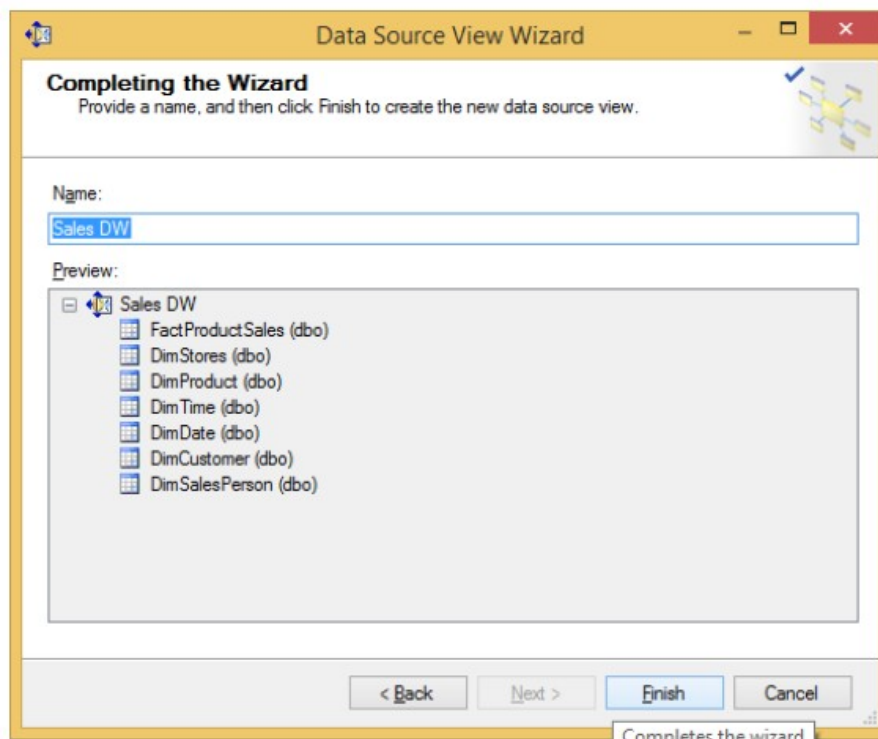 Data Source View Wizard
Completing the Wizard
Provide a name, and then click Finish to create the new data source view.
Name:
Sales DW
Preview:
Sales DW
FactProductSales (dbo)
DimStores (dbo)
DimProduct (dbo)
DimTime (dbo)
DimDate (dbo)
DimCustomer (dbo)
DimSalesPerson (dbo)
< Back Next > Finish Cancel
Completes the wizard